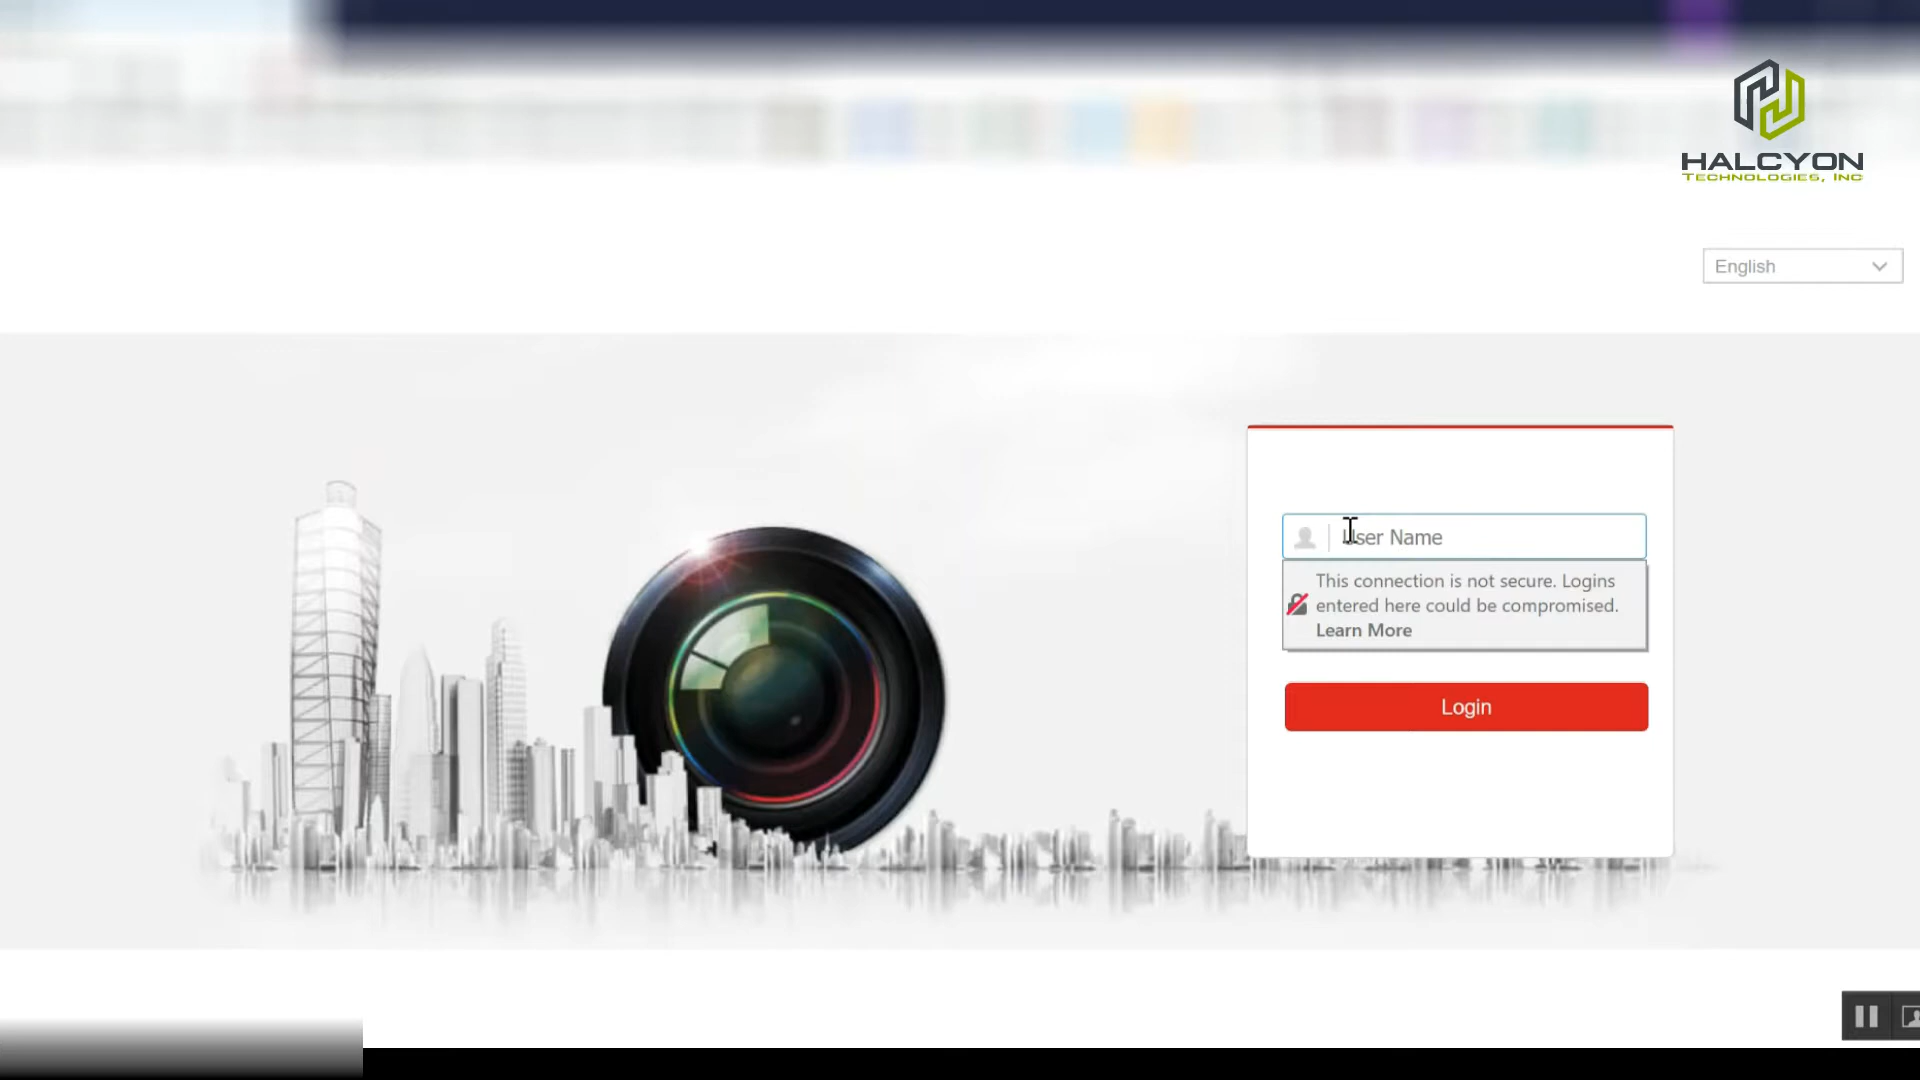 HALCYON
TECHNOLOGIES, INC
English
User Name
This connection is not secure. Logins
entered here could be compromised.
Learn More
Login